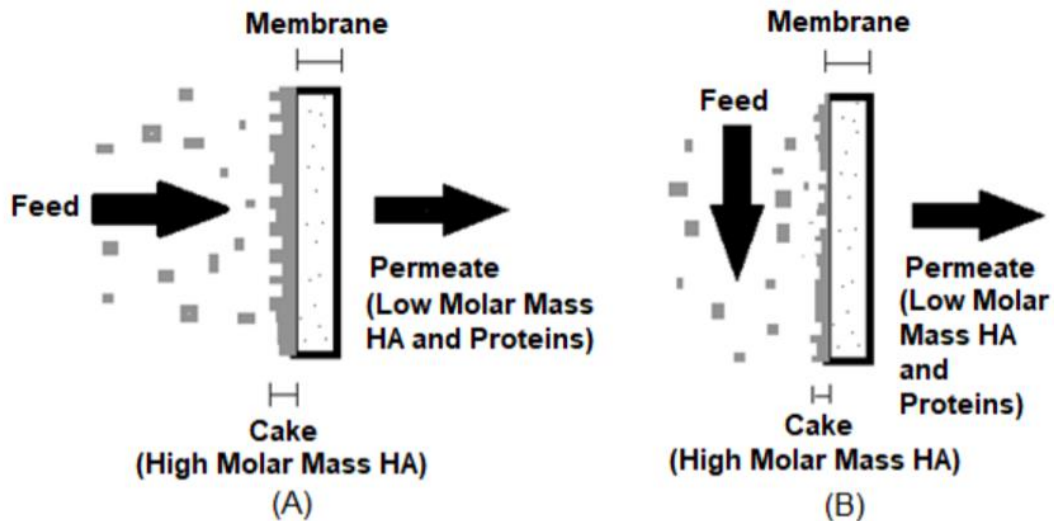 Membrane
Feed
Permeate
(Low Molar Mass
HA and Proteins)
Cake
(High Molar Mass HA)
(A)
Membrane
Feed
Permeate
(Low Molar
Mass HA
and
Proteins)
Cake
(High Molar Mass HA)
(B)